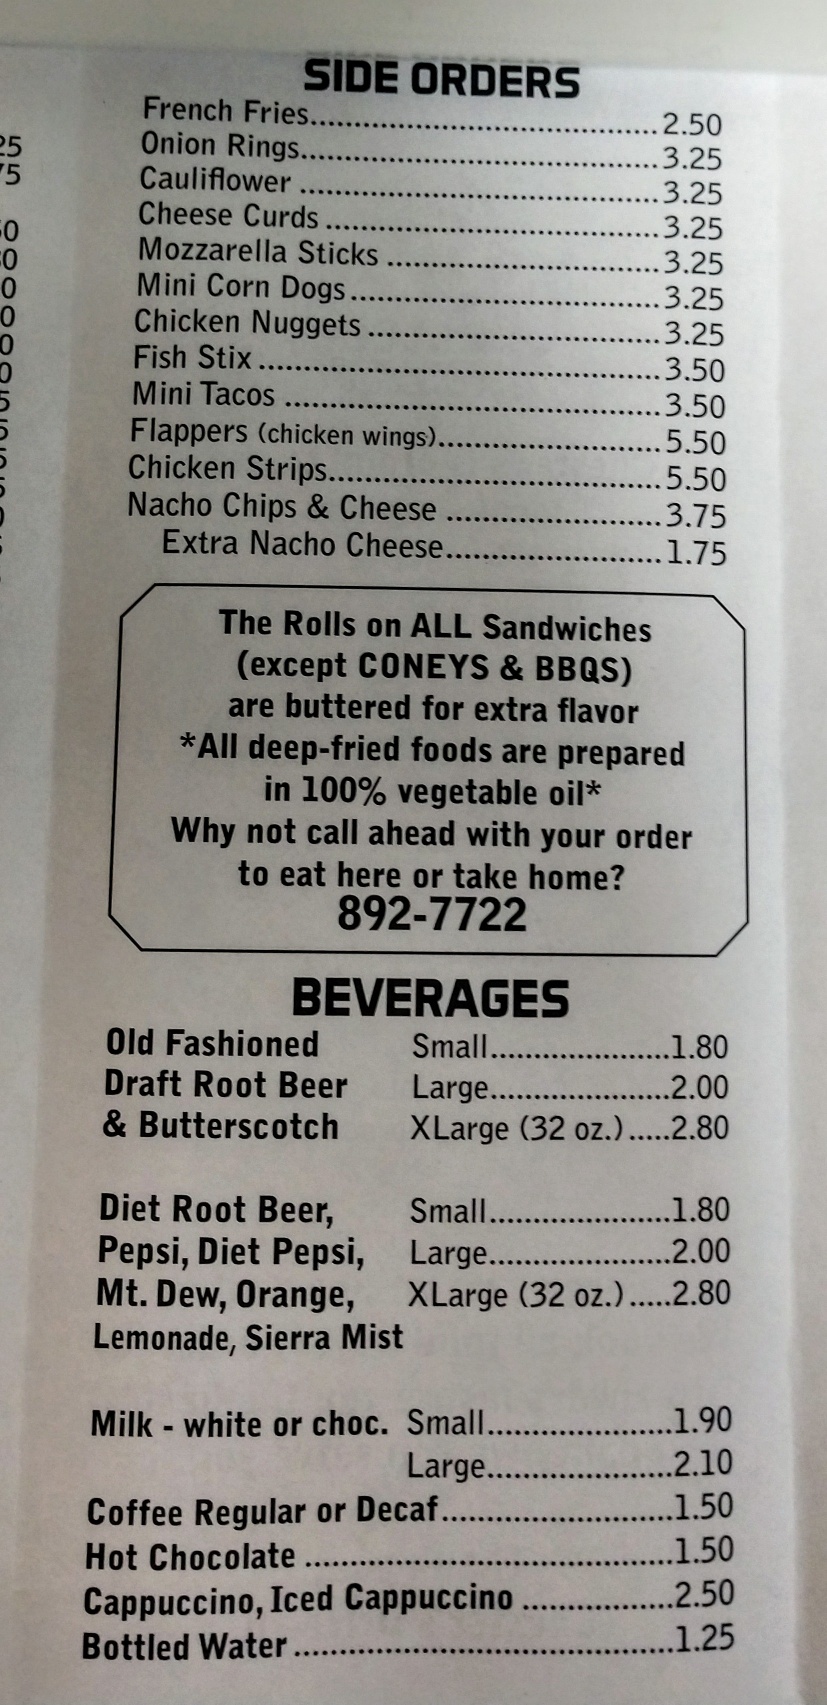 SIDE ORDERS
French Fries.......................................2.50
Onion Rings.......................................3.25
Cauliflower .......................................3.25
Cheese Curds ....................................3.25
Mozzarella Sticks ..............................3.25
Mini Corn Dogs..................................3.25
Chicken Nuggets ................................3.25
Fish Stix ............................................3.50
Mini Tacos .........................................3.50
Flappers (chicken wings)........................5.50
Chicken Strips.....................................5.50
Nacho Chips & Cheese ........................3.75
Extra Nacho Cheese........................1.75
The Rolls on ALL Sandwiches
(except CONEYS & BBQS)
are buttered for extra flavor
*All deep-fried foods are prepared
in 100% vegetable oil*
Why not call ahead with your order
to eat here or take home?
892-7722
BEVERAGES
Old Fashioned Small......................1.80
Draft Root Beer Large......................2.00
& Butterscotch XLarge (32 oz.).....2.80
Diet Root Beer, Small......................1.80
Pepsi, Diet Pepsi, Large......................2.00
Mt. Dew, Orange, XLarge (32 oz.).....2.80
Lemonade, Sierra Mist
Milk - white or choc. Small......................1.90
Large......................2.10
Coffee Regular or Decaf...........................1.50
Hot Chocolate ...........................................1.50
Cappuccino, Iced Cappuccino .................2.50
Bottled Water ............................................1.25